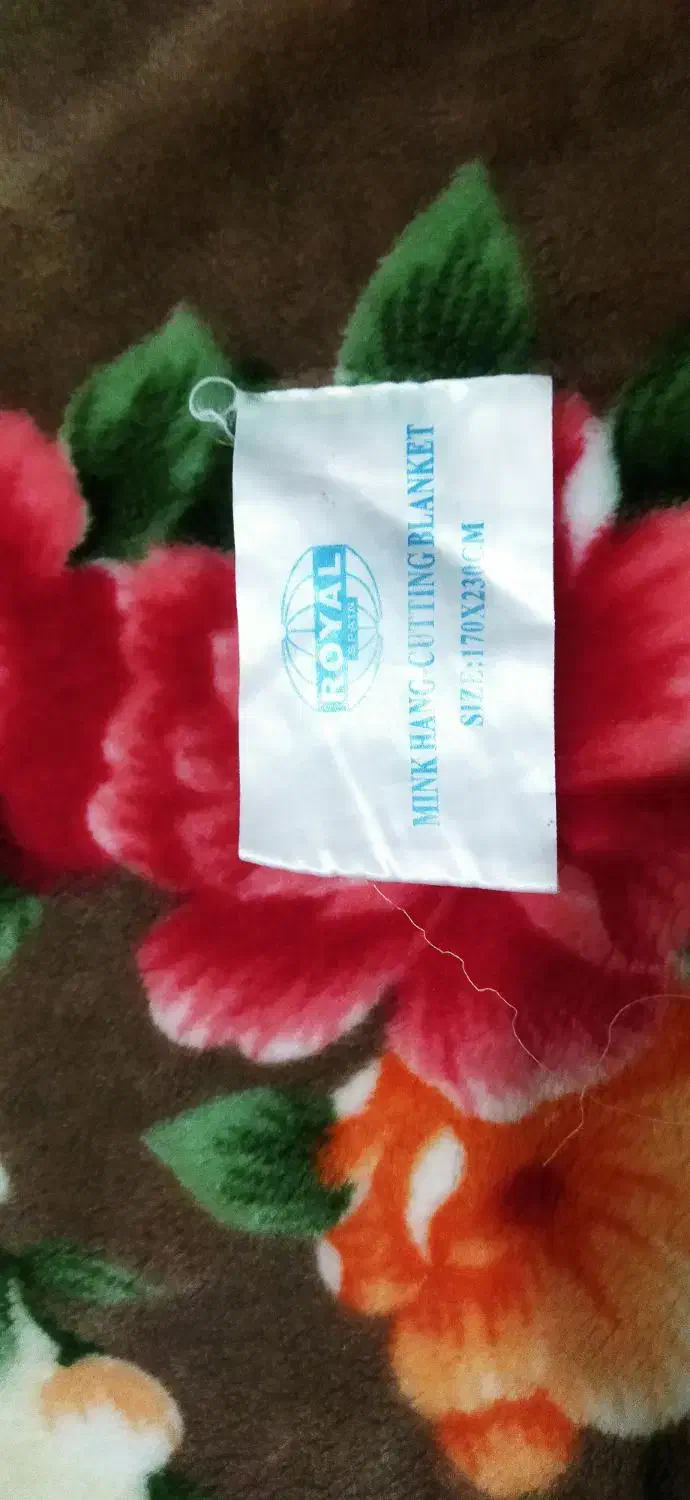 ROYAL
SPAIN
MINK HANG-CUTTING BLANKET
SIZE:170X230CM